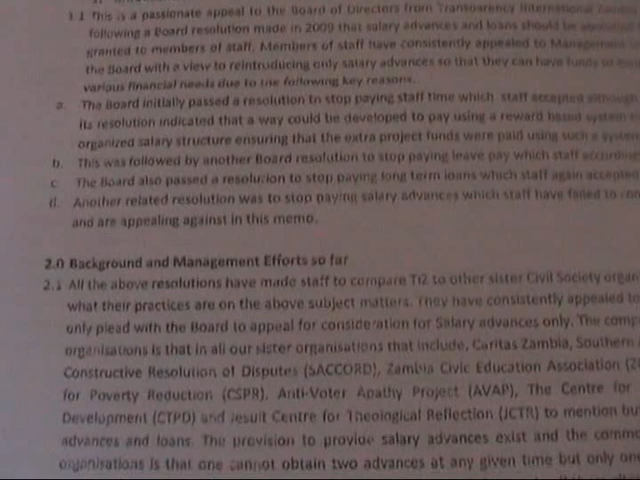 1.1 This is a passionate appeal to the Board of Directors from Transparency International Zambia
following a Board resolution made in 2009 that salary advances and loans should be
granted to members of staff. Members of staff have consistently appealed to Management
the Board with a view to reintroducing only salary advances so that they can have funds
various financial needs due to the following key reasons.
a. The Board initially passed a resolution to stop paying staff time which staff accepted although
its resolution indicated that a way could be developed to pay using a reward based system
organized salary structure ensuring that the extra project funds were paid using such a system
b. This was followed by another Board resolution to stop paying leave pay which staff
c The Board also passed a resolution to stop paying long term loans which staff again accepted
d. Another related resolution was to stop paying salary advances which staff have failed to
and are appealing against in this memo.
2.0 Background and Management Efforts so far
2.1 All the above resolutions have made staff to compare TIZ to other sister Civil Society organ
what their practices are on the above subject matters. They have consistently appealed to
only plead with the Board to appeal for consideration for Salary advances only. The comp
organisations is that in all our sister organisations that include, Caritas Zambia, Southern
Constructive Resolution of Disputes (SACCORD), Zambia Civic Education Association
for Poverty Reduction (CSPR), Anti-Voter Apathy Project (AVAP), The Centre for
Development (CTPD) and Jesuit Centre for Theological Reflection (JCTR) to mention bu
advances and loans. The provision to provide salary advances exist and the commo
organisations is that one cannot obtain two advances at any given time but only one